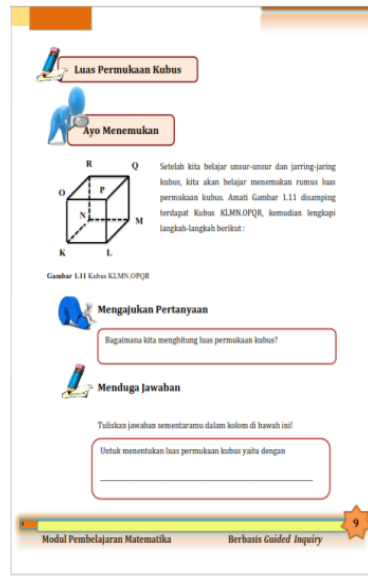 Luas Permukaan Kubus
Ayo Menemukan
R Q
O P
N M
K L
Gambar 1.11 Kubus KLMN.OPQR
Setelah kita belajar unsur-unsur dan jarring-jaring
kubus, kita akan belajar menemukan rumus luas
permukaan kubus. Amati Gambar 1.11 disamping
terdapat Kubus KLMN.OPQR, kemudian lengkapi
langkah-langkah berikut :
Mengajukan Pertanyaan
Bagaimana kita menghitung luas permukaan kubus?
Menduga Jawaban
Tuliskan jawaban sementaramu dalam kolom di bawah ini!
Untuk menentukan luas permukaan kubus yaitu dengan
9
Modul Pembelajaran Matematika Berbasis Guided Inquiry